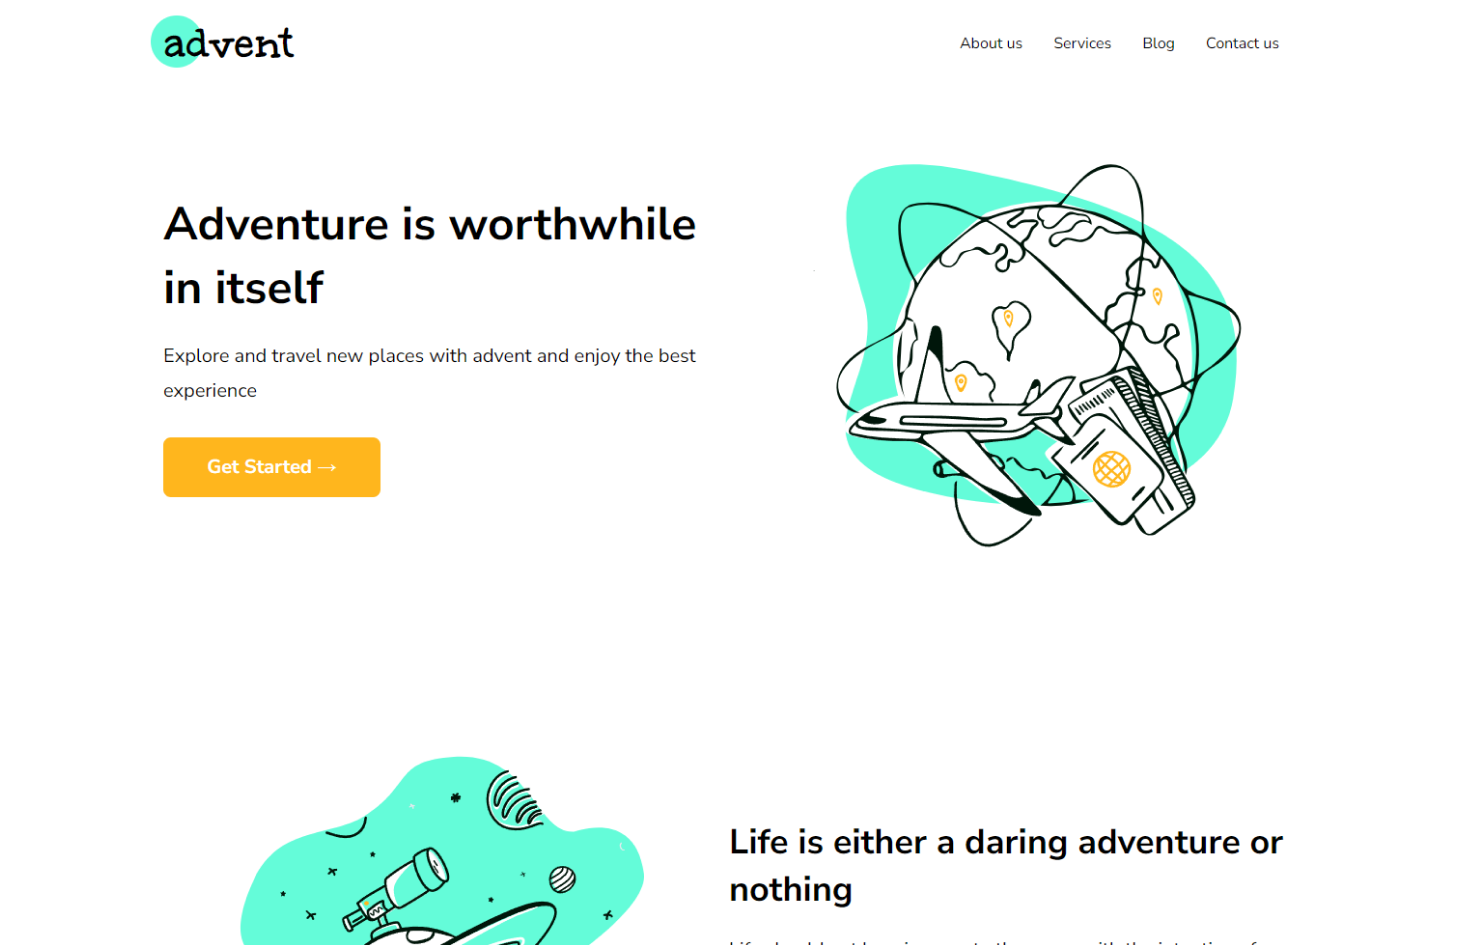 advent
About us Services Blog Contact us
Adventure is worthwhile
in itself
Explore and travel new places with advent and enjoy the best
experience
Get Started →
Life is either a daring adventure or
nothing